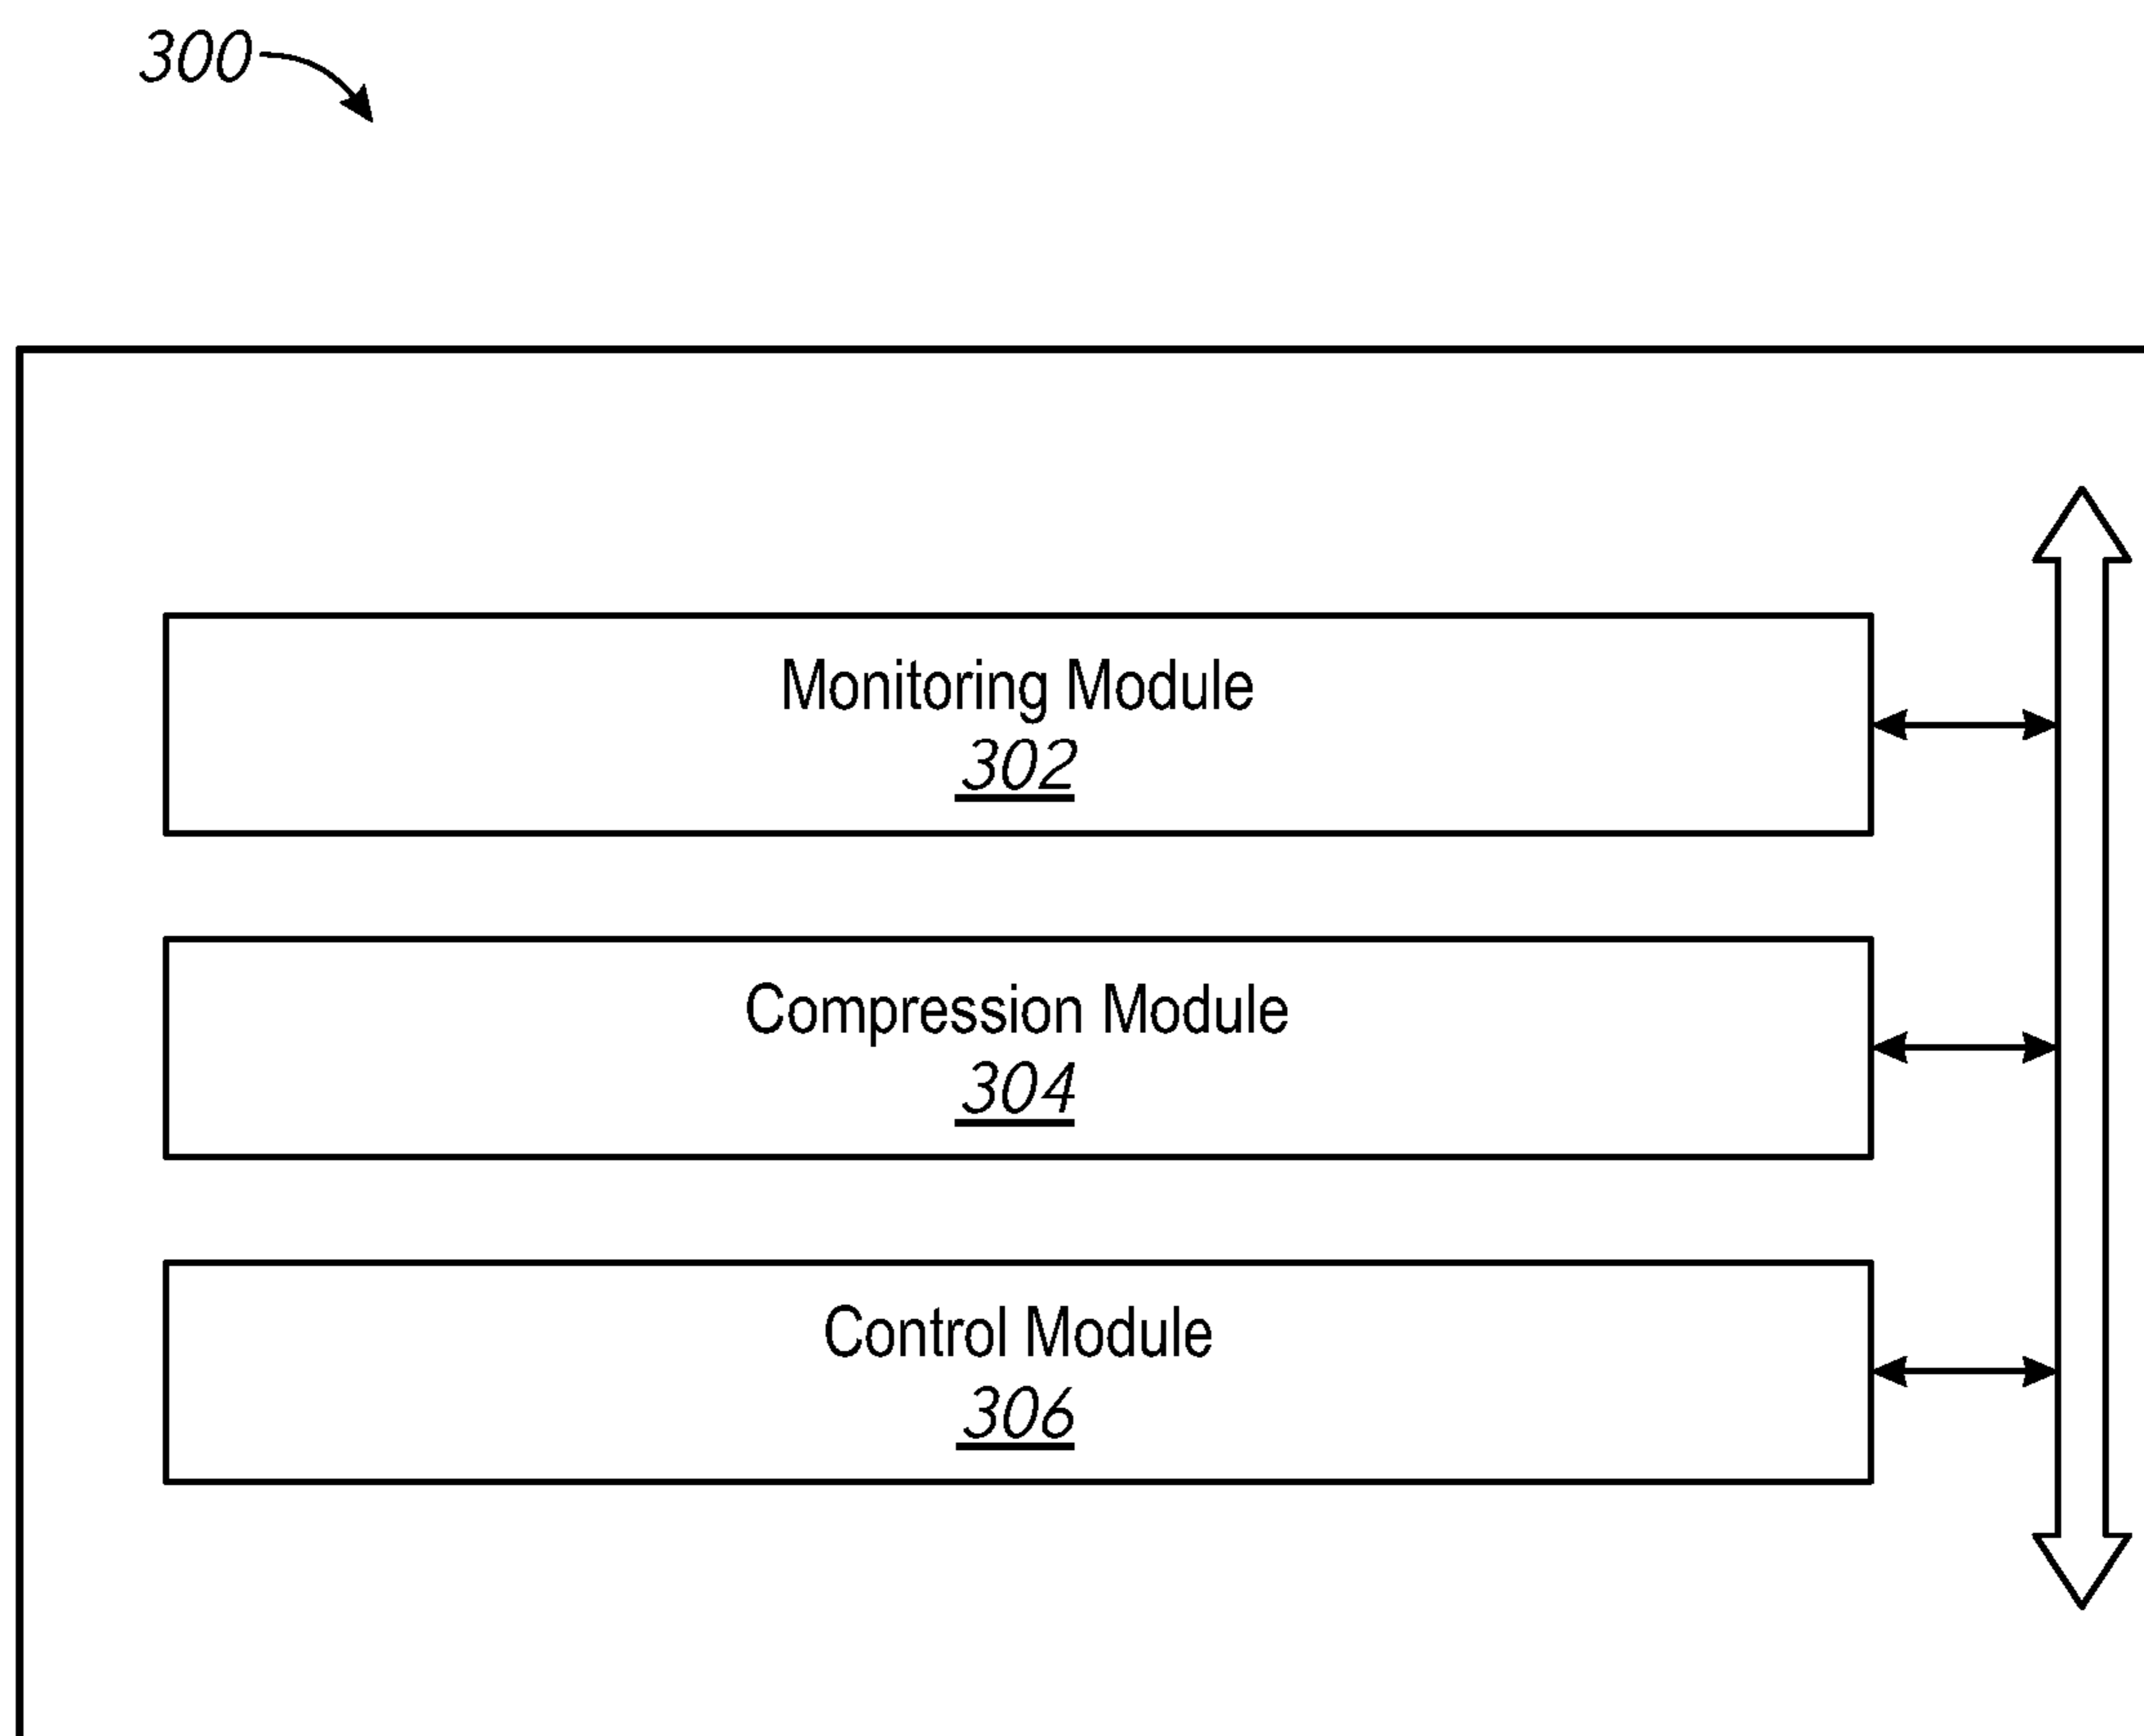 300
Monitoring Module
302
Compression Module
304
Control Module
306